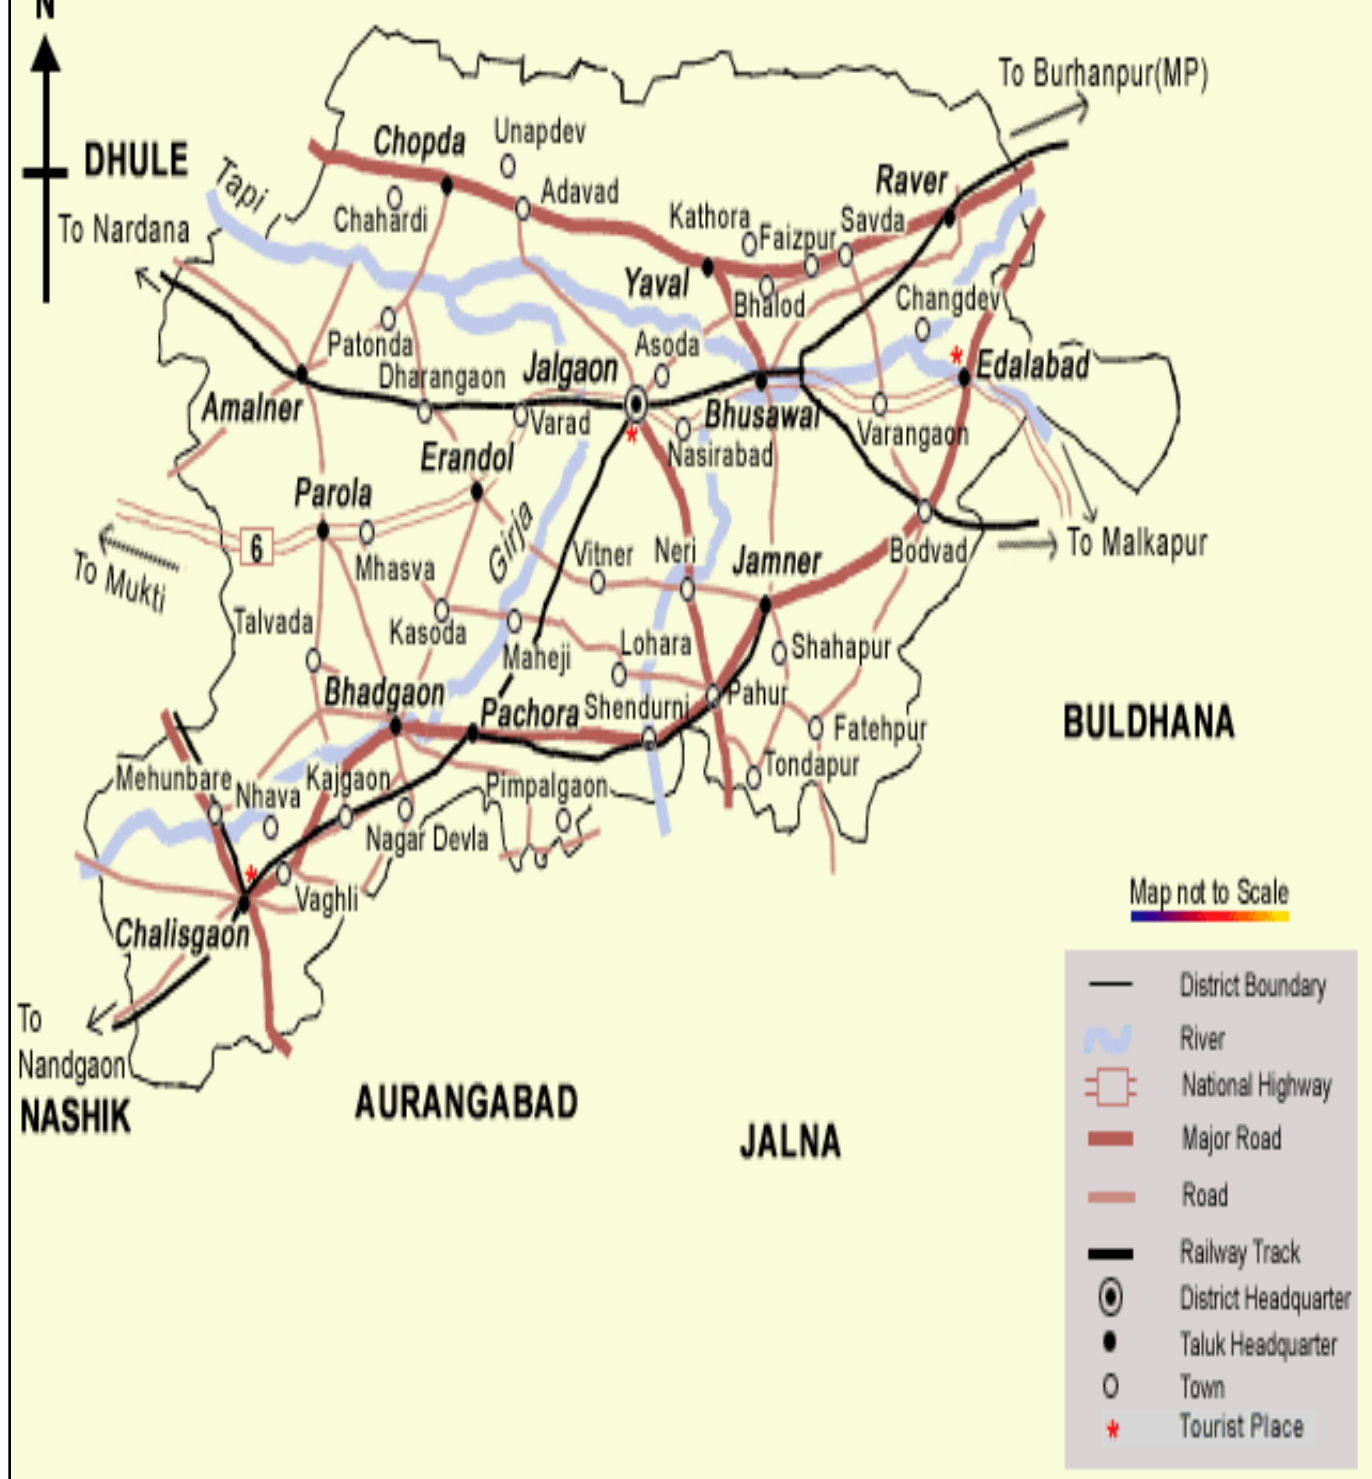 N
To Burhanpur(MP)
Unapdev
Chopda
DHULE
Tapi
Raver
Adavad
Chahardi
Kathora
Savda
To Nardana
Faizpur
Yaval
Bhalod
Changdev
Patonda
Asoda
Jalgaon
Edalabad
Dharangaon
Amalner
Varad
Bhusawal
Varangaon
Nasirabad
Erandol
Parola
Girja
6
To Mukti
Mhasva
Vitner
Neri
Jamner
Bodvad
To Malkapur
Talvada
Kasoda
Maheji
Lohara
Shahapur
Bhadgaon
Pachora
Shendurni
Pahur
Fatehpur
BULDHANA
Tondapur
Mehunbare
Nhava
Kajgaon
Pimpalgaon
Nagar Devla
Vaghli
Chalisgaon
Map not to Scale
To
Nandgaon
NASHIK
AURANGABAD
JALNA
District Boundary
River
National Highway
Major Road
Road
Railway Track
District Headquarter
Taluk Headquarter
Town
Tourist Place